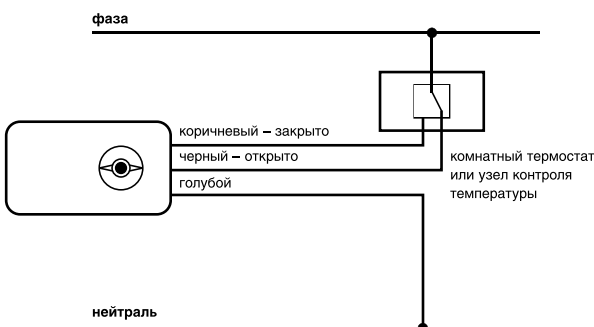 фаза
коричневый – закрыто
черный – открыто
голубой
комнатный термостат
или узел контроля
температуры
нейтраль